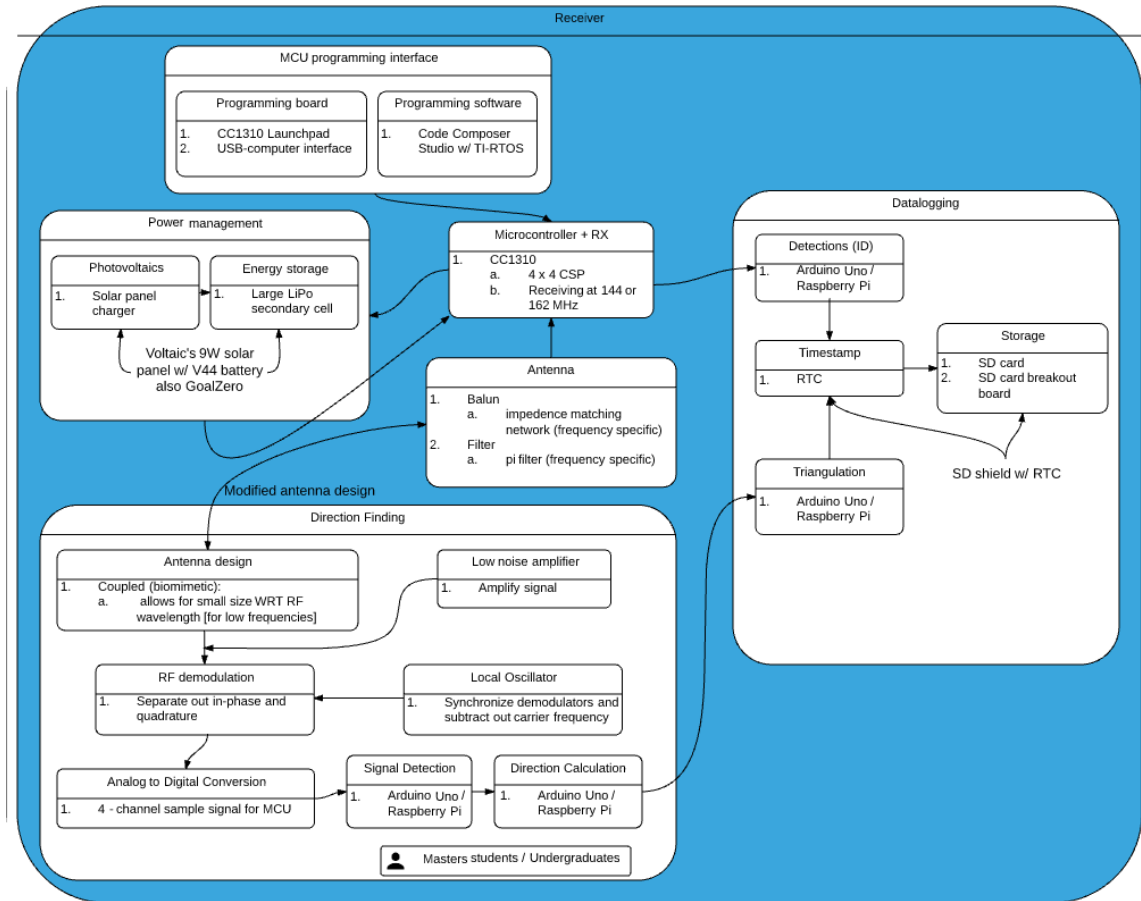 Receiver
MCU programming interface
Programming board
1. CC1310 Launchpad
2. USB-computer interface
Programming software
1. Code Composer
Studio w/ TI-RTOS
Power management
Photovoltaics
1. Solar panel
charger
Energy storage
1. Large LiPo
secondary cell
Voltaic's 9W solar
panel w/ V44 battery
also GoalZero
Microcontroller + RX
1. CC1310
a. 4 x 4 CSP
b. Receiving at 144 or
162 MHz
Antenna
1. Balun
a. impedence matching
network (frequency specific)
2. Filter
a. pi filter (frequency specific)
Modified antenna design
Datalogging
Detections (ID)
1. Arduino Uno /
Raspberry Pi
Timestamp
1. RTC
Storage
1. SD card
2. SD card breakout
board
Triangulation
1. Arduino Uno /
Raspberry Pi
SD shield w/ RTC
Direction Finding
Antenna design
1. Coupled (biomimetic):
a. allows for small size WRT RF
wavelength [for low frequencies]
Low noise amplifier
1. Amplify signal
RF demodulation
1. Separate out in-phase and
quadrature
Local Oscillator
1. Synchronize demodulators and
subtract out carrier frequency
Analog to Digital Conversion
1. 4 - channel sample signal for MCU
Signal Detection
1. Arduino Uno /
Raspberry Pi
Direction Calculation
1. Arduino Uno /
Raspberry Pi
Masters students / Undergraduates